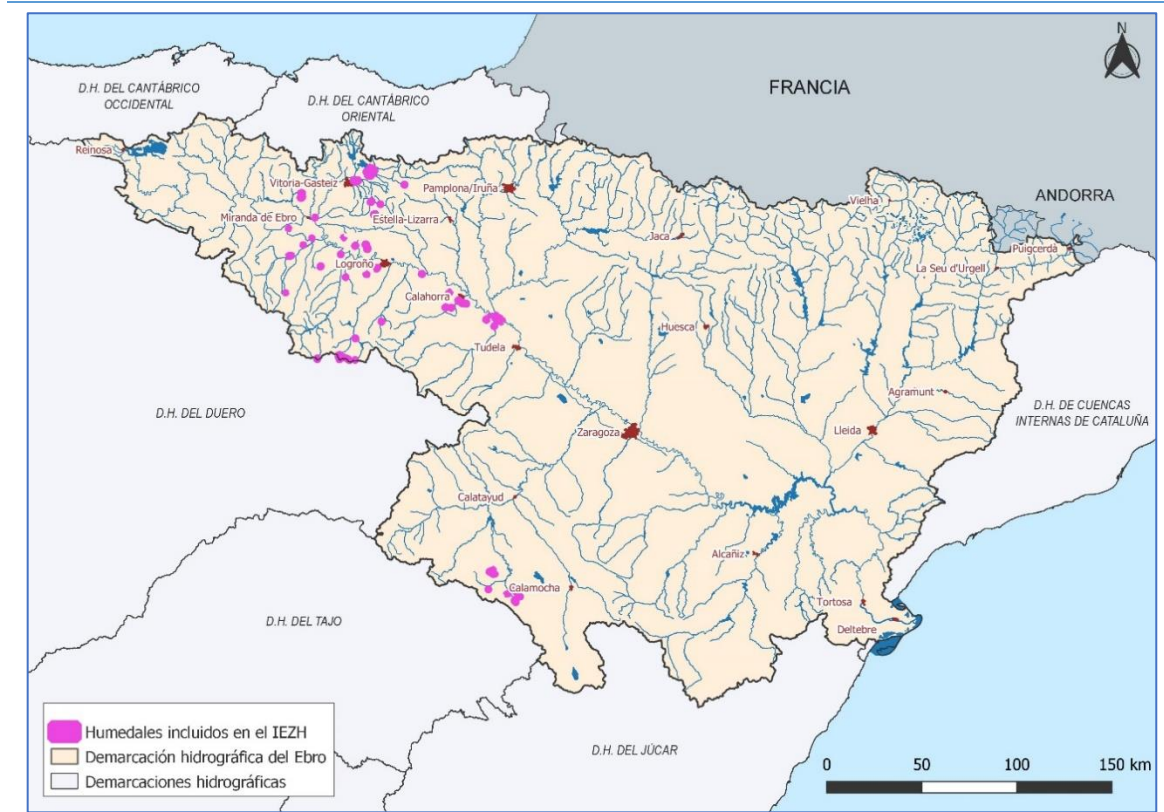 N
FRANCIA
D.H. DEL CANTÁBRICO
OCCIDENTAL
D.H. DEL CANTÁBRICO
ORIENTAL
Reinosa
Vitoria-Gasteiz
Pamplona/Iruña
ANDORRA
Vielha
Miranda de Ebro
Estella-Lizarra
Jaca
Puigcerdá
La Seu d'Urgell
Logroño
Calahorra
Huesca
Tudela
Agramunt
D.H. DEL DUERO
D.H. DE CUENCAS
INTERNAS DE CATALUÑA
Zaragoza
Lleida
Calatayud
Alcañiz
Calamocha
Tortosa
Deltebre
D.H. DEL TAJO
D.H. DEL JÚCAR
Humedales incluidos en el IEZH
Demarcación hidrográfica del Ebro
Demarcaciones hidrográficas
0 50 100 150 km